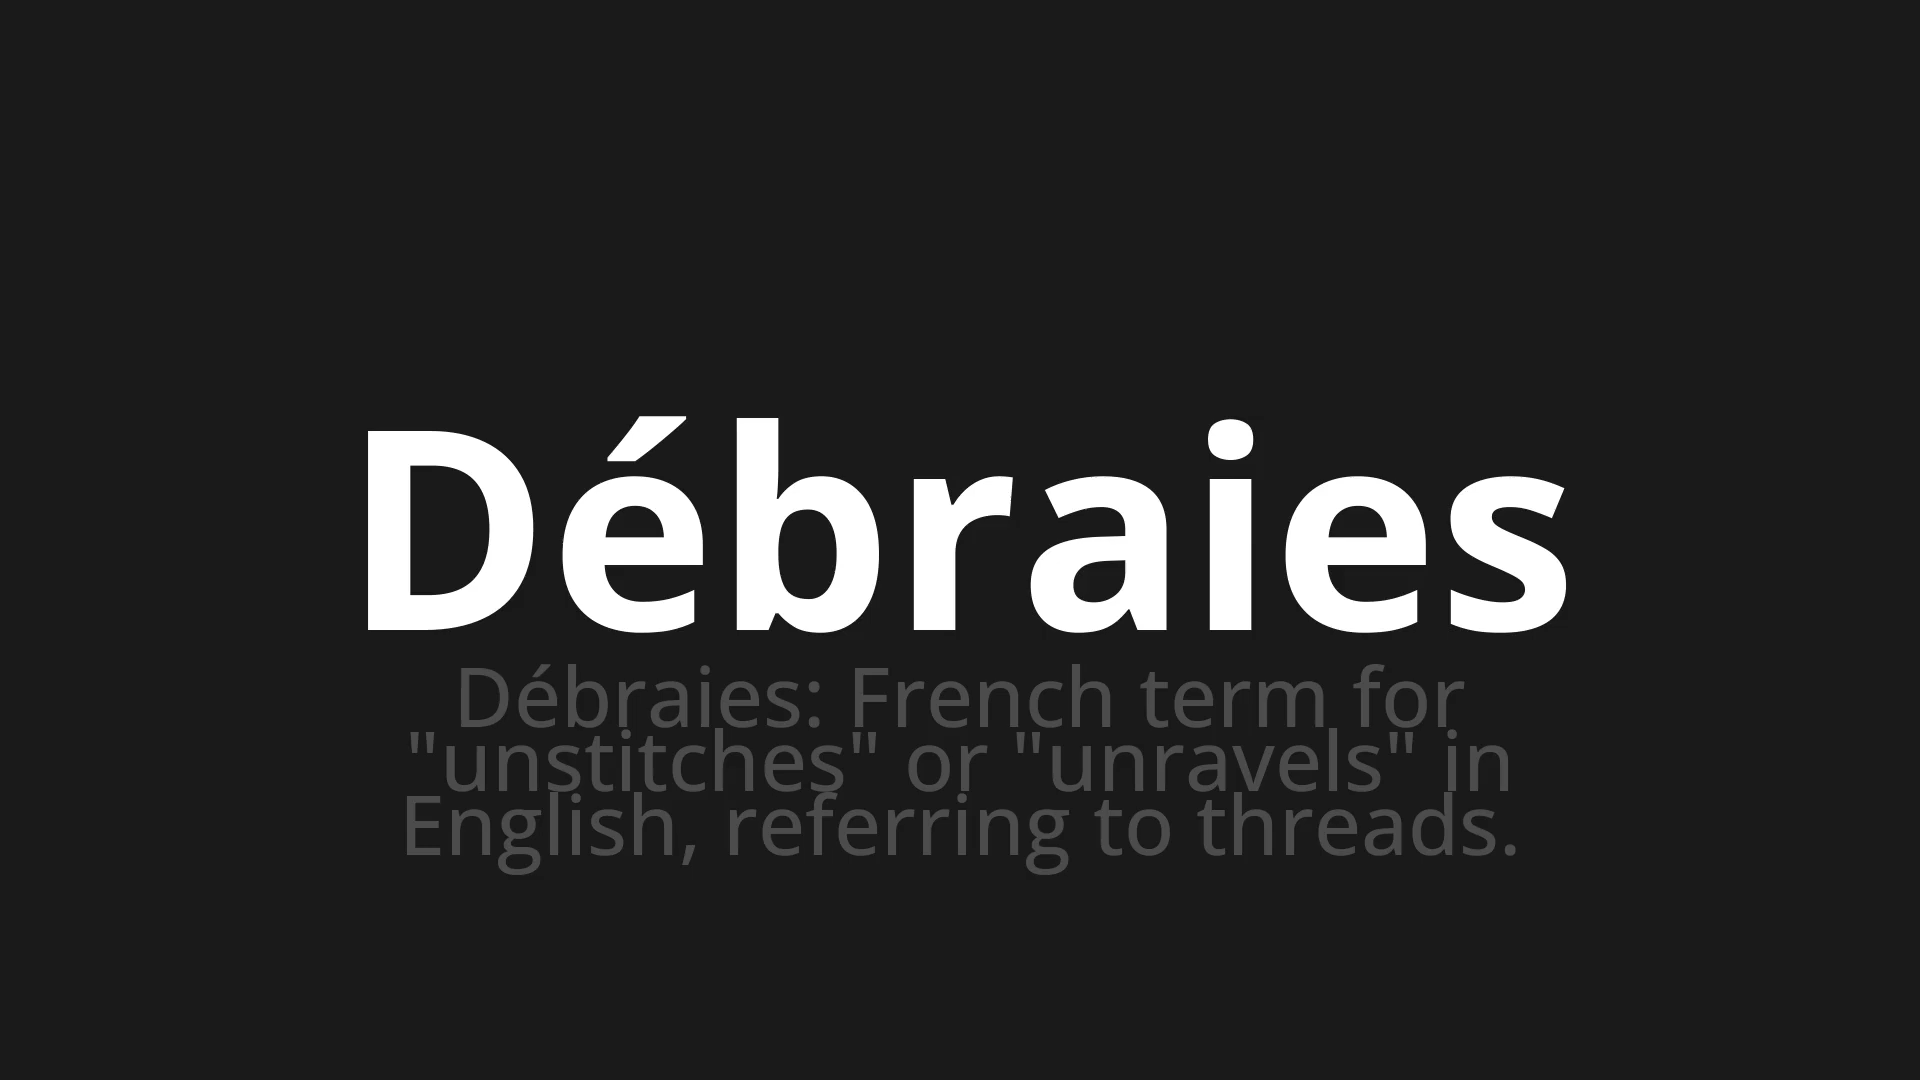 Débraies
Débraies: French term for
"unstitches" or "unravels" in
English, referring to threads.